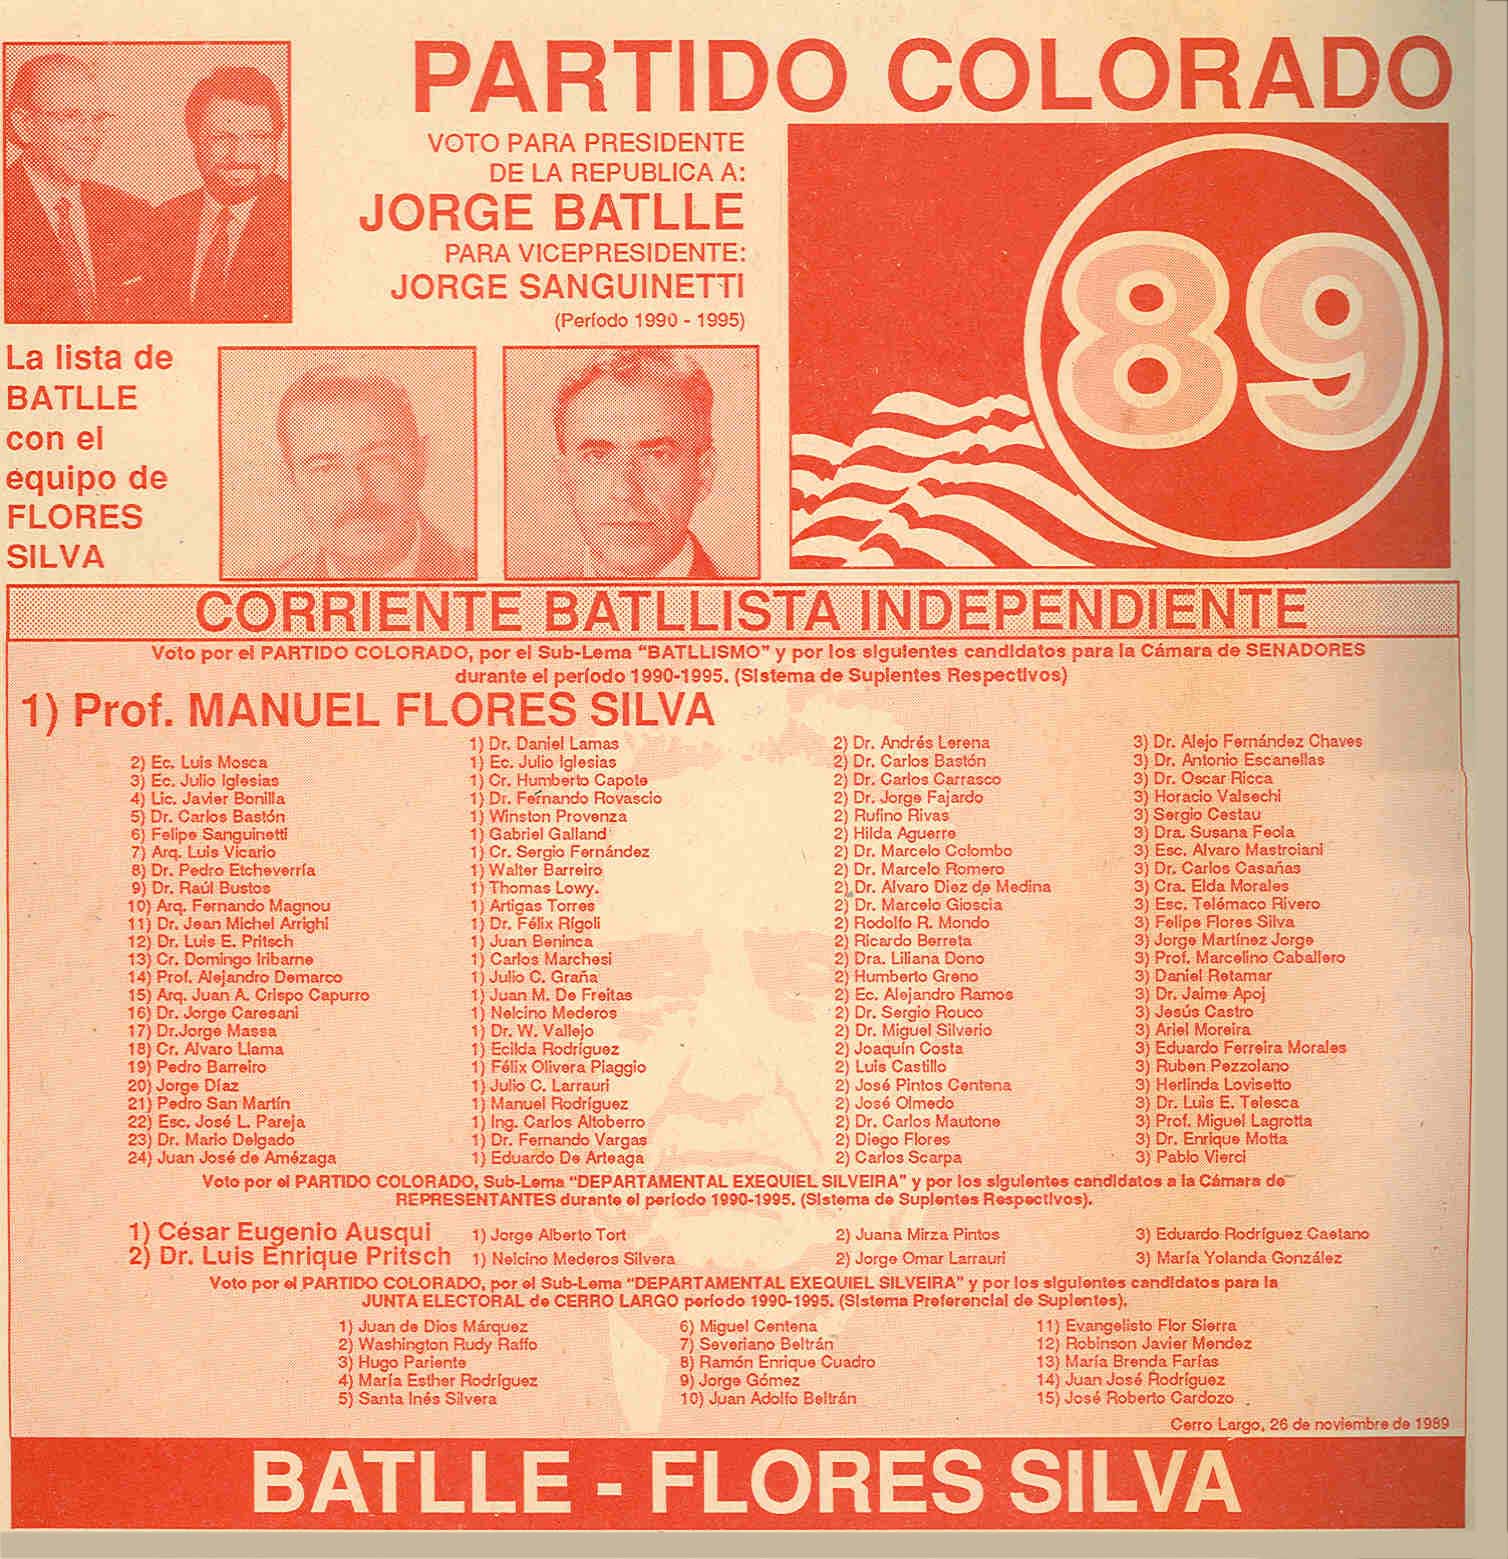 PARTIDO COLORADO
VOTO PARA PRESIDENTE
DE LA REPUBLICA A:
JORGE BATLLE
PARA VICEPRESIDENTE:
JORGE SANGUINETTI
(Período 1990 - 1995)
89
La lista de
BATLLE
con el
equipo de
FLORES
SILVA
CORRIENTE BATLLISTA INDEPENDIENTE
Voto por el PARTIDO COLORADO, por el Sub-Lema "BATLLISMO" y por los siguientes candidatos para la Cámara de SENADORES
durante el período 1990-1995. (Sistema de Suplentes Respectivos)
1) Prof. MANUEL FLORES SILVA
1) Dr. Daniel Lamas 2) Dr. Andrés Lerena 3) Dr. Alejo Fernández Chaves
2) Ec. Luis Mosca 1) Ec. Julio Iglesias 2) Dr. Carlos Bastón 3) Dr. Antonio Escanellas
3) Ec. Julio Iglesias 1) Cr. Humberto Capote 2) Dr. Carlos Carrasco 3) Dr. Oscar Ricca
4) Lic. Javier Bonilla 1) Dr. Fernando Rovascio 2) Dr. Jorge Fajardo 3) Horacio Valsechi
5) Dr. Carlos Bastón 1) Winston Provenza 2) Rufino Rivas 3) Sergio Cestau
6) Felipe Sanguinetti 1) Gabriel Galland 2) Hilda Aguerre 3) Dra. Susana Feola
7) Arq. Luis Vicario 1) Cr. Sergio Fernández 2) Dr. Marcelo Colombo 3) Esc. Alvaro Mastroiani
8) Dr. Pedro Etcheverría 1) Walter Barreiro 2) Dr. Marcelo Romero 3) Dr. Carlos Casañas
9) Dr. Raúl Bustos 1) Thomas Lowy. 2) Dr. Alvaro Diez de Medina 3) Cra. Elda Morales
10) Arq. Fernando Magnou 1) Artigas Torres 2) Dr. Marcelo Gioscia 3) Esc. Telémaco Rivero
11) Dr. Jean Michel Arrighi 1) Dr. Félix Rígoli 2) Rodolfo R. Mondo 3) Felipe Flores Silva
12) Dr. Luis E. Pritsch 1) Juan Beninca 2) Ricardo Berreta 3) Jorge Martínez Jorge
13) Cr. Domingo Iribarne 1) Carlos Marchesi 2) Dra. Liliana Dono 3) Prof. Marcelino Caballero
14) Prof. Alejandro Demarco 1) Julio C. Graña 2) Humberto Greno 3) Daniel Retamar
15) Arq. Juan A. Crispo Capurro 1) Juan M. De Freitas 2) Ec. Alejandro Ramos 3) Dr. Jaime Apoj
16) Dr. Jorge Caresani 1) Nelcino Mederos 2) Dr. Sergio Rouco 3) Jesús Castro
17) Dr.Jorge Massa 1) Dr. W. Vallejo 2) Dr. Miguel Silverio 3) Ariel Moreira
18) Cr. Alvaro Llama 1) Ecilda Rodríguez 2) Joaquín Costa 3) Eduardo Ferreira Morales
19) Pedro Barreiro 1) Félix Olivera Piaggio 2) Luis Castillo 3) Ruben Pezzolano
20) Jorge Díaz 1) Julio C. Larrauri 2) José Pintos Centena 3) Herlinda Lovisetto
21) Pedro San Martín 1) Manuel Rodríguez 2) José Olmedo 3) Dr. Luis E. Telesca
22) Esc. José L. Pareja 1) Ing. Carlos Altoberro 2) Dr. Carlos Mautone 3) Prof. Miguel Lagrotta
23) Dr. Mario Delgado 1) Dr. Fernando Vargas 2) Diego Flores 3) Dr. Enrique Motta
24) Juan José de Amézaga 1) Eduardo De Arteaga 2) Carlos Scarpa 3) Pablo Vierci
Voto por el PARTIDO COLORADO, Sub-Lema "DEPARTAMENTAL EXEQUIEL SILVEIRA" y por los siguientes candidatos a la Cámara de
REPRESENTANTES durante el período 1990-1995. (Sistema de Suplentes Respectivos).
1) César Eugenio Ausqui 1) Jorge Alberto Tort 2) Juana Mirza Pintos 3) Eduardo Rodríguez Caetano
2) Dr. Luis Enrique Pritsch 1) Nelcino Mederos Silvera 2) Jorge Omar Larrauri 3) María Yolanda González
Voto por el PARTIDO COLORADO, por el Sub-Lema "DEPARTAMENTAL EXEQUIEL SILVEIRA" y por los siguientes candidatos para la
JUNTA ELECTORAL de CERRO LARGO período 1990-1995. (Sistema Preferencial de Suplentes).
1) Juan de Dios Márquez 6) Miguel Centena 11) Evangelisto Flor Sierra
2) Washington Rudy Raffo 7) Severiano Beltrán 12) Robinson Javier Mendez
3) Hugo Pariente 8) Ramón Enrique Cuadro 13) María Brenda Farías
4) María Esther Rodríguez 9) Jorge Gómez 14) Juan José Rodríguez
5) Santa Inés Silvera 10) Juan Adolfo Beltrán 15) José Roberto Cardozo
Cerro Largo, 26 de noviembre de 1989
BATLLE - FLORES SILVA